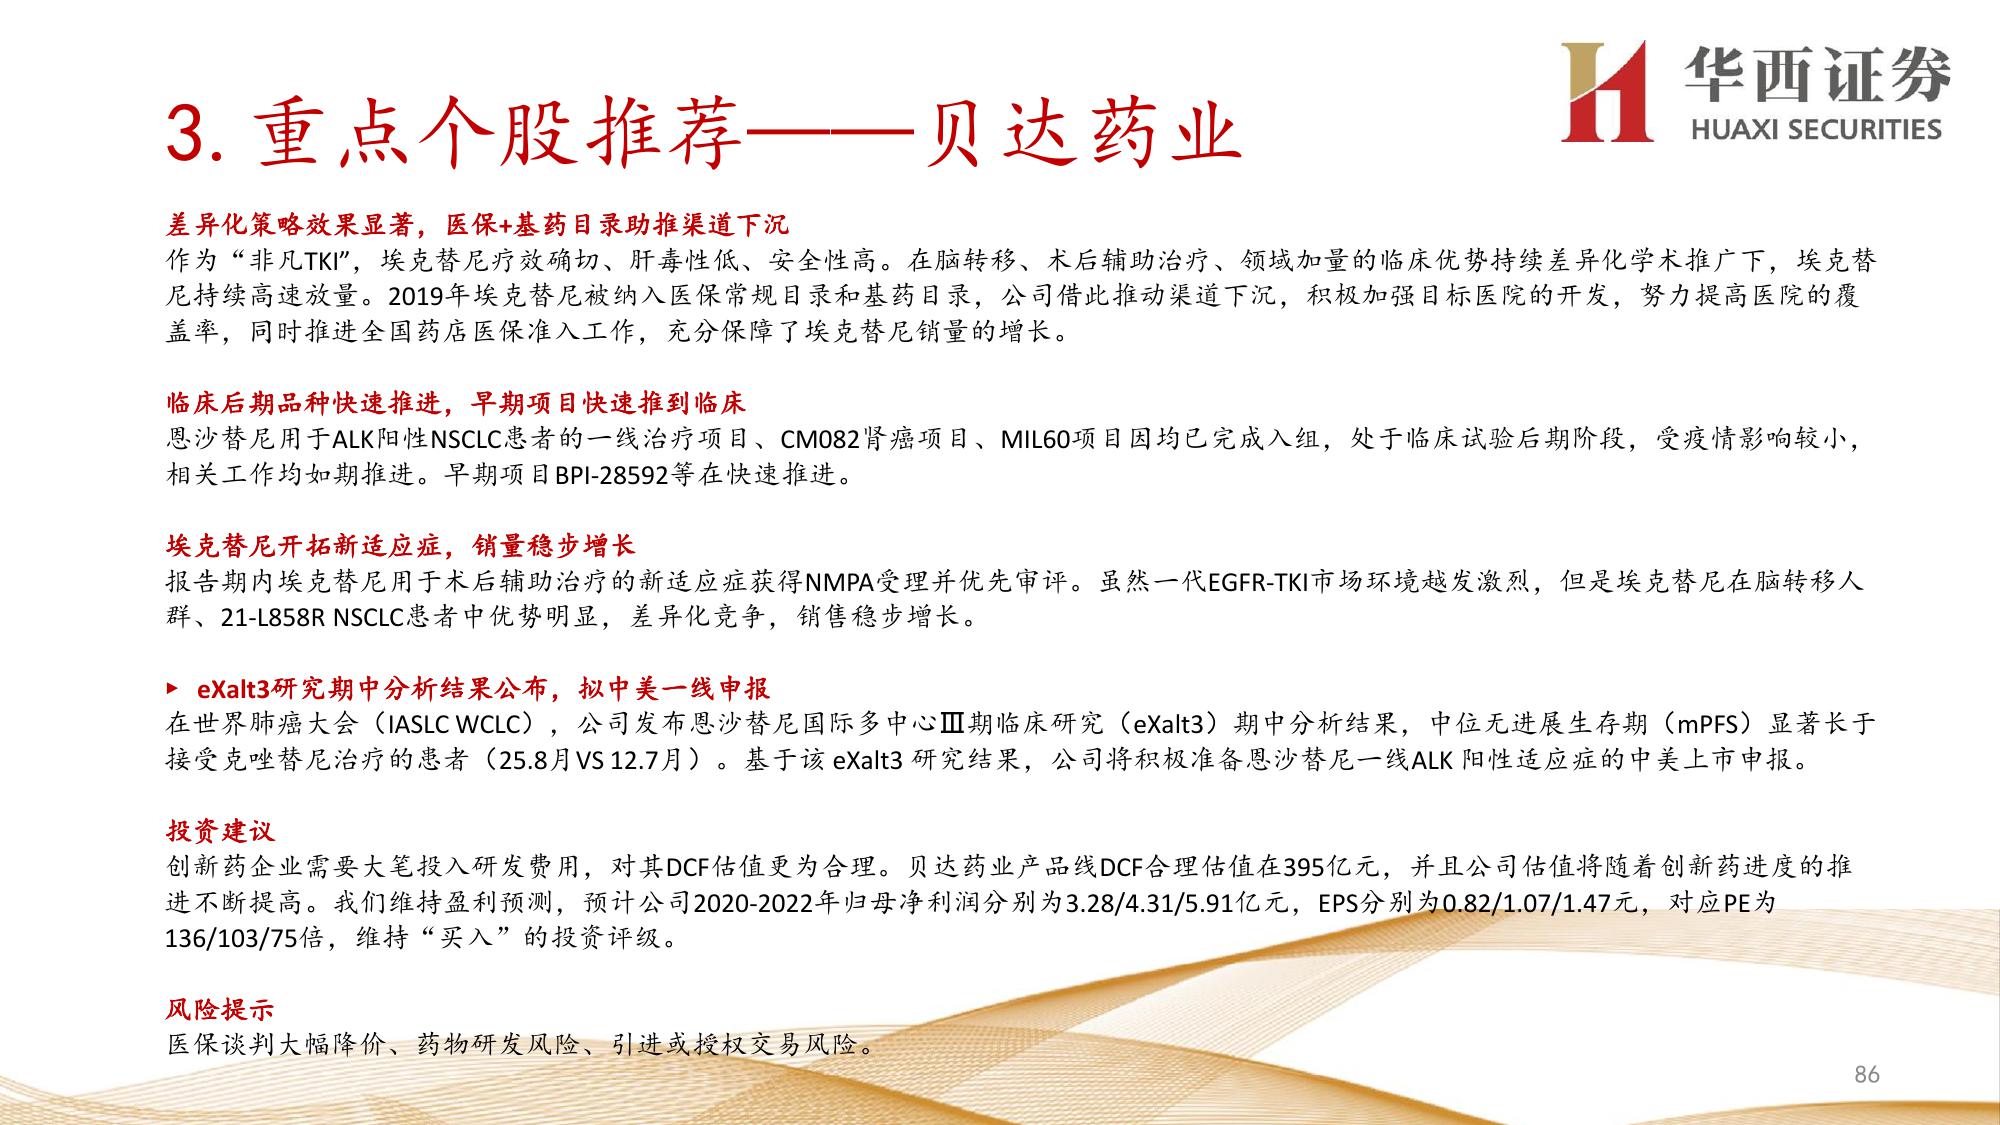 华西证券
HUAXI SECURITIES
3. 重点个股推荐——贝达药业
差异化策略效果显著，医保+基药目录助推渠道下沉
作为“非凡TKI”，埃克替尼疗效确切、肝毒性低、安全性高。在脑转移、术后辅助治疗、领域加量的临床优势持续差异化学术推广下，埃克替
尼持续高速放量。2019年埃克替尼被纳入医保常规目录和基药目录，公司借此推动渠道下沉，积极加强目标医院的开发，努力提高医院的覆
盖率，同时推进全国药店医保准入工作，充分保障了埃克替尼销量的增长。
临床后期品种快速推进，早期项目快速推到临床
恩沙替尼用于ALK阳性NSCLC患者的一线治疗项目、CM082肾癌项目、MIL60项目因均已完成入组，处于临床试验后期阶段，受疫情影响较小，
相关工作均如期推进。早期项目BPI-28592等在快速推进。
埃克替尼开拓新适应症，销量稳步增长
报告期内埃克替尼用于术后辅助治疗的新适应症获得NMPA受理并优先审评。虽然一代EGFR-TKI市场环境越发激烈，但是埃克替尼在脑转移人
群、21-L858R NSCLC患者中优势明显，差异化竞争，销售稳步增长。
▸ eXalt3研究期中分析结果公布，拟中美一线申报
在世界肺癌大会（IASLC WCLC），公司发布恩沙替尼国际多中心Ⅲ期临床研究（eXalt3）期中分析结果，中位无进展生存期（mPFS）显著长于
接受克唑替尼治疗的患者（25.8月VS 12.7月）。基于该 eXalt3 研究结果，公司将积极准备恩沙替尼一线ALK 阳性适应症的中美上市申报。
投资建议
创新药企业需要大笔投入研发费用，对其DCF估值更为合理。贝达药业产品线DCF合理估值在395亿元，并且公司估值将随着创新药进度的推
进不断提高。我们维持盈利预测，预计公司2020-2022年归母净利润分别为3.28/4.31/5.91亿元，EPS分别为0.82/1.07/1.47元，对应PE为
136/103/75倍，维持“买入”的投资评级。
风险提示
医保谈判大幅降价、药物研发风险、引进或授权交易风险。
86